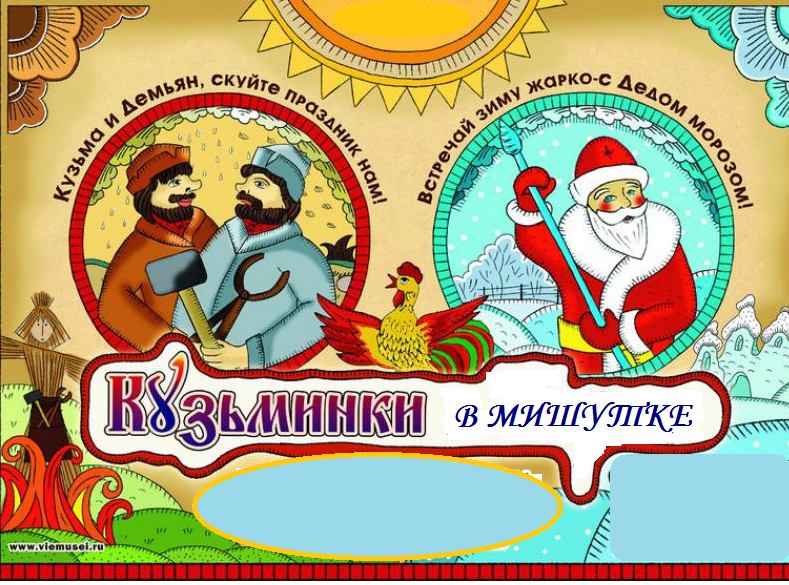 Кузьма и Демьян, скуйте праздник нам!
Встречай зиму жарко-с Дедом морозом!
Кузьминки
В МИШУТКЕ
www.viemusei.ru